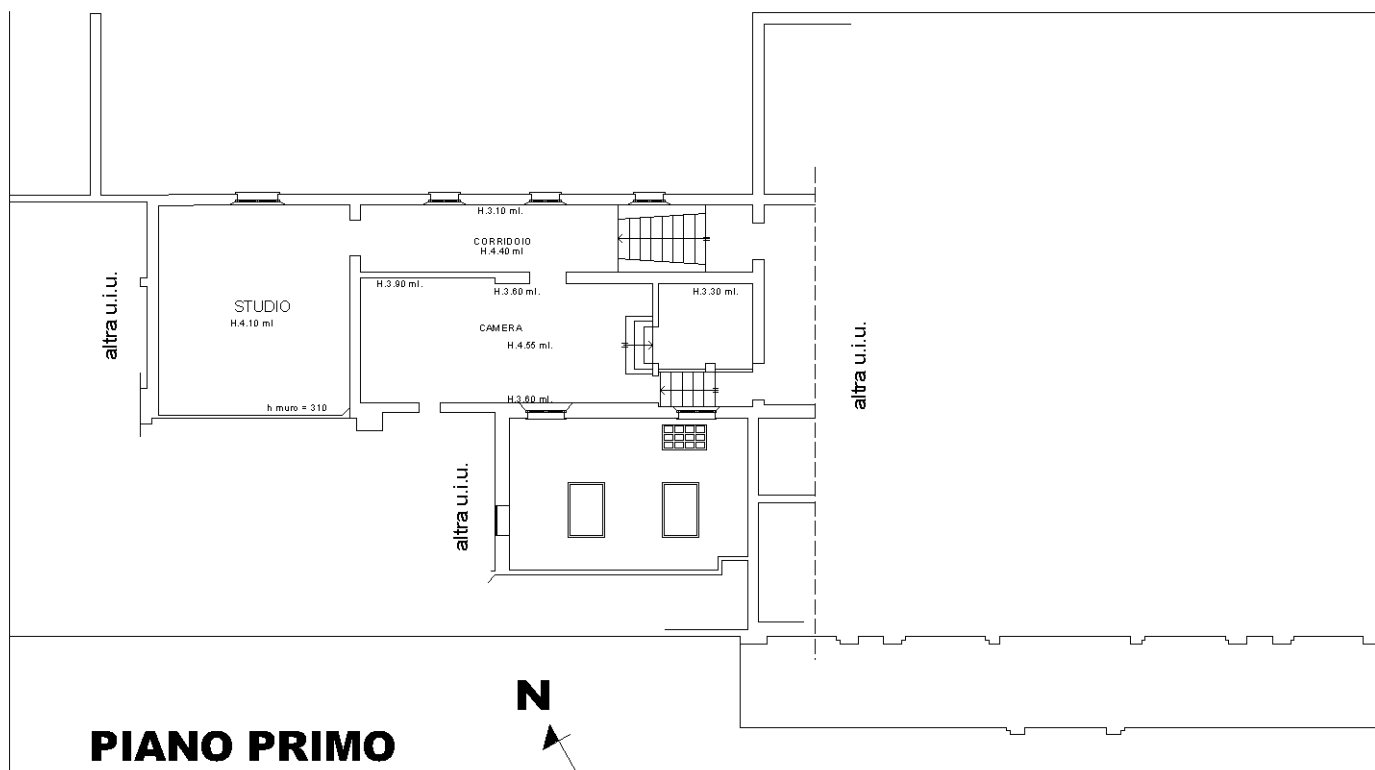 H.3.10 ml.
CORRIDOIO
H.4.40 ml
H.3.90 ml.
H.3.60 ml.
H.3.30 ml.
altra u.i.u.
STUDIO
H.4.10 ml
CAMERA
H.4.55 ml.
altra u.i.u.
h muro = 310
H.3.60 ml.
altra u.i.u.
N
PIANO PRIMO